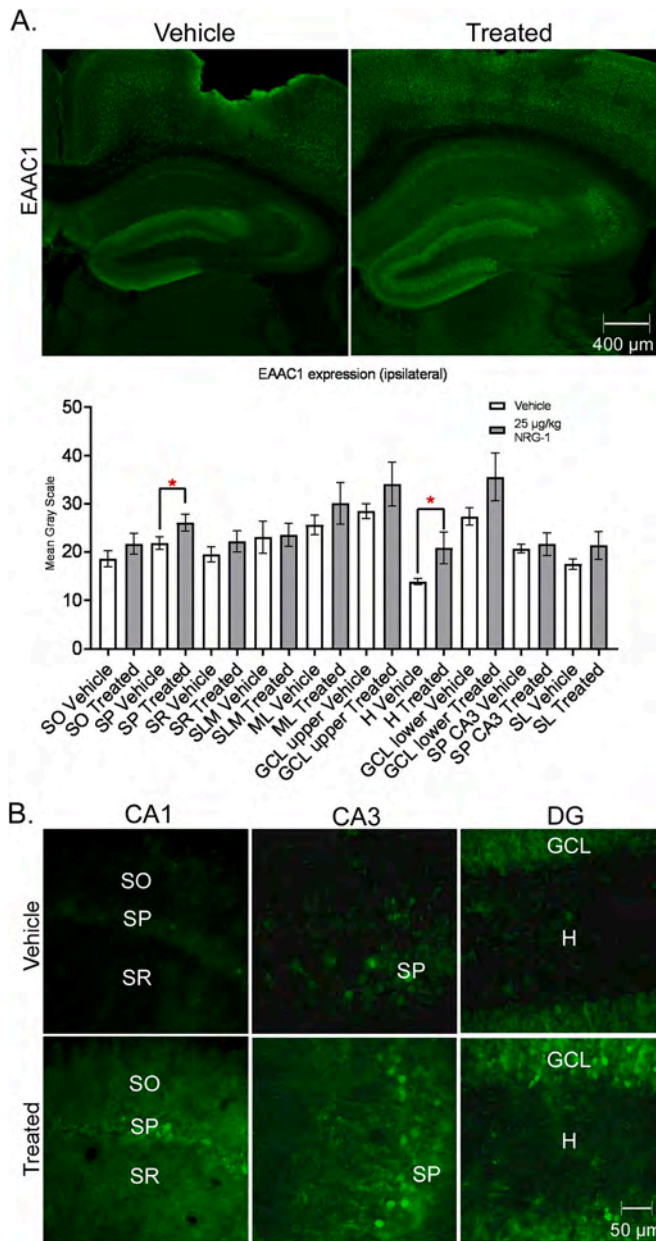 A.
Vehicle
Treated
EAAC1
400 µm
EAAC1 expression (ipsilateral)
Mean Gray Scale
50
40
30
20
10
0
Vehicle
25 µg/kg
NRG-1
*
*
SO Vehicle
SO Treated
SP Vehicle
SP Treated
SR Vehicle
SR Treated
SLM Vehicle
SLM Treated
ML Vehicle
ML Treated
GCL upper Vehicle
GCL upper Treated
H Vehicle
H Treated
GCL lower Vehicle
GCL lower Treated
SP CA3 Vehicle
SP CA3 Treated
SL Vehicle
SL Treated
B.
CA1
CA3
DG
Vehicle
SO
SP
SR
SP
GCL
H
Treated
SO
SP
SR
SP
GCL
H
50 µm